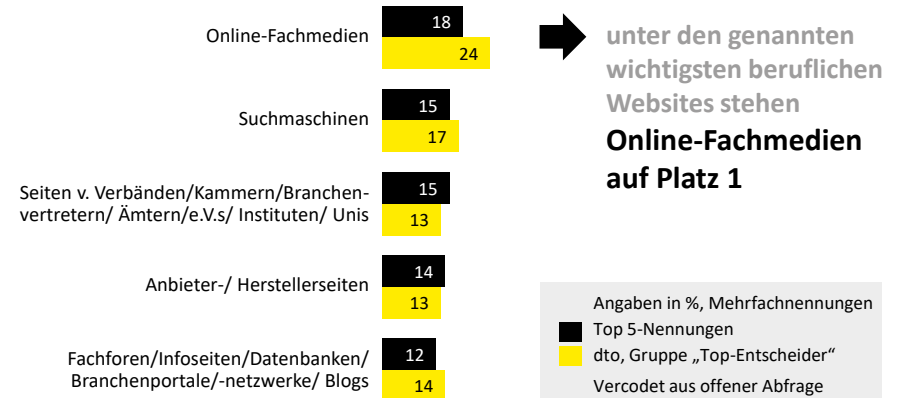 Online-Fachmedien
18
24
unter den genannten
wichtigsten beruflichen
Websites stehen
Online-Fachmedien
auf Platz 1
Suchmaschinen
15
17
Seiten v. Verbänden/Kammern/Branchen-
vertretern/ Ämtern/e.V.s/ Instituten/ Unis
15
13
Anbieter-/ Herstellerseiten
14
13
Fachforen/Infoseiten/Datenbanken/
Branchenportale/-netzwerke/ Blogs
12
14
Angaben in %, Mehrfachnennungen
Top 5-Nennungen
dto, Gruppe „Top-Entscheider“
Vercodet aus offener Abfrage